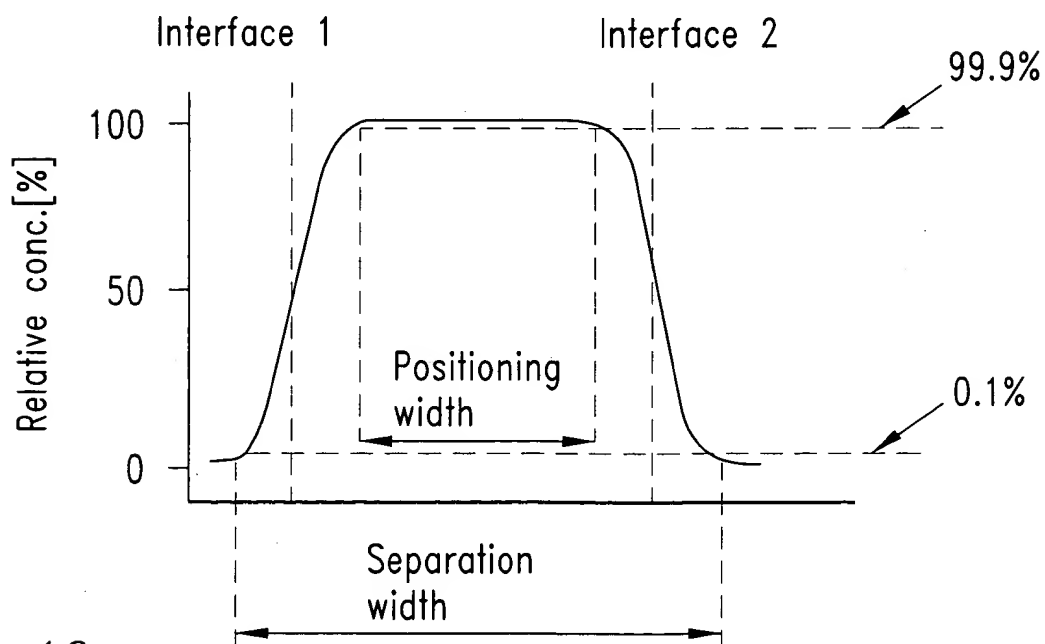 Interface 1
Interface 2
99.9%
100
Relative conc.[%]
50
Positioning
width
0.1%
0
Separation
width